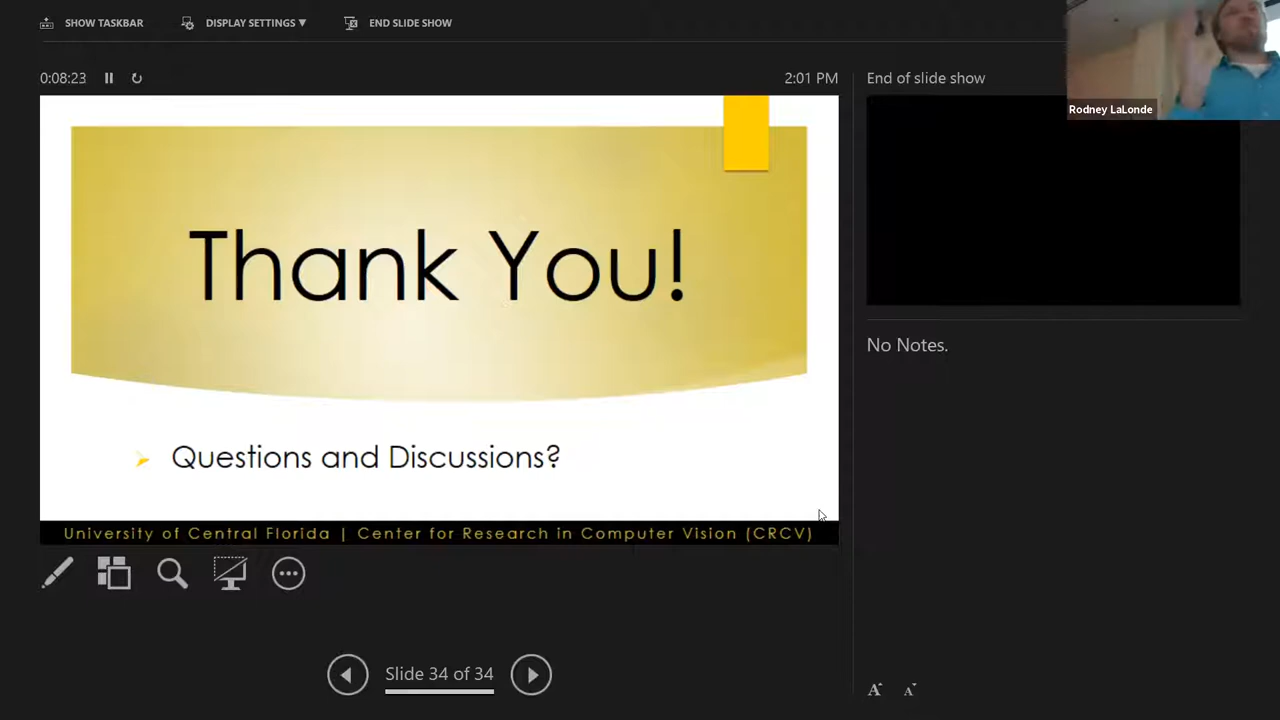 SHOW TASKBAR
DISPLAY SETTINGS ▼
END SLIDE SHOW
0:08:23
2:01 PM
End of slide show
Rodney LaLonde
Thank You!
No Notes.
➢ Questions and Discussions?
University of Central Florida | Center for Research in Computer Vision (CRCV)
Slide 34 of 34
A A